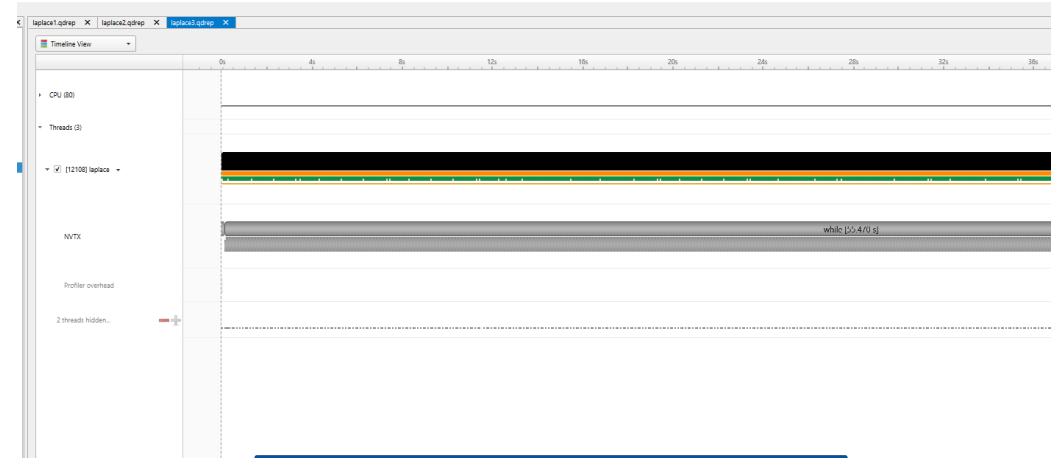 laplace1.qdrep X laplace2.qdrep X laplace3.qdrep X
Timeline View
0s 4s 8s 12s 16s 20s 24s 28s 32s 36s
CPU (80)
Threads (3)
[12108] laplace
NVTX
while [55.470 s]
Profiler overhead
2 threads hidden...